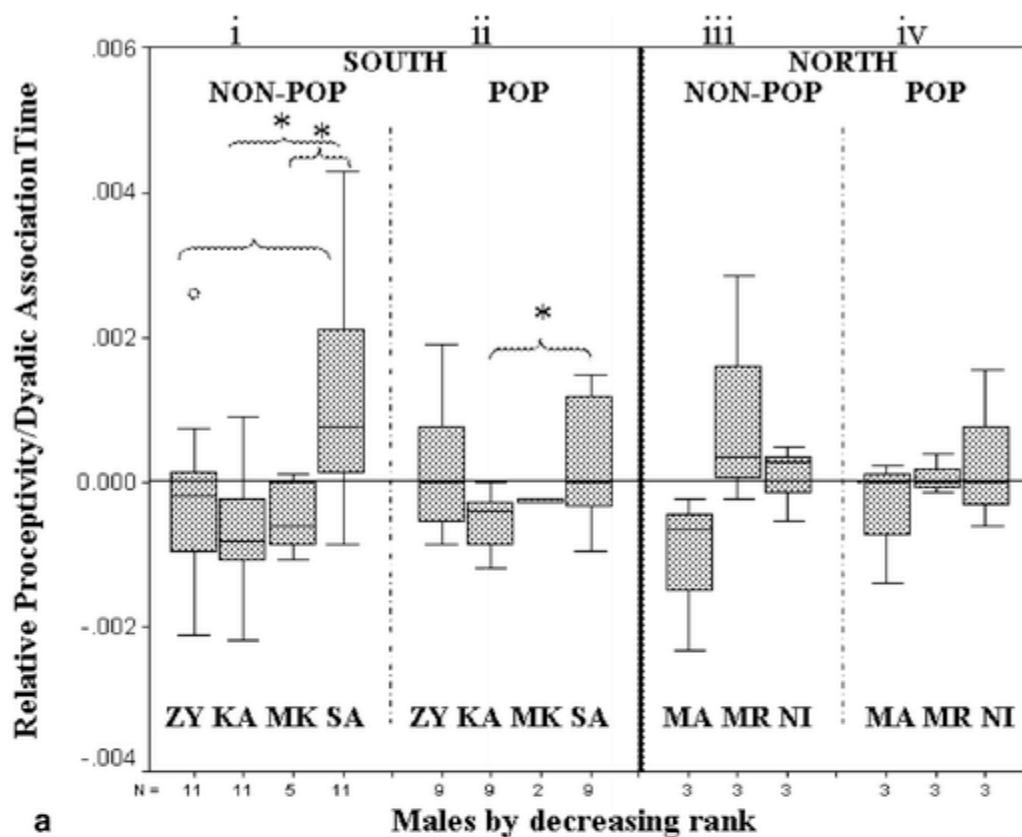 i ii iii iv
SOUTH NORTH
NON-POP POP NON-POP POP
* *
*
.006
.004
.002
0.000
-.002
-.004
Relative Proceptivity/Dyadic Association Time
ZY KA MK SA ZY KA MK SA MA MR NI MA MR NI
N = 11 11 5 11 9 9 2 9 3 3 3 3 3 3
a Males by decreasing rank